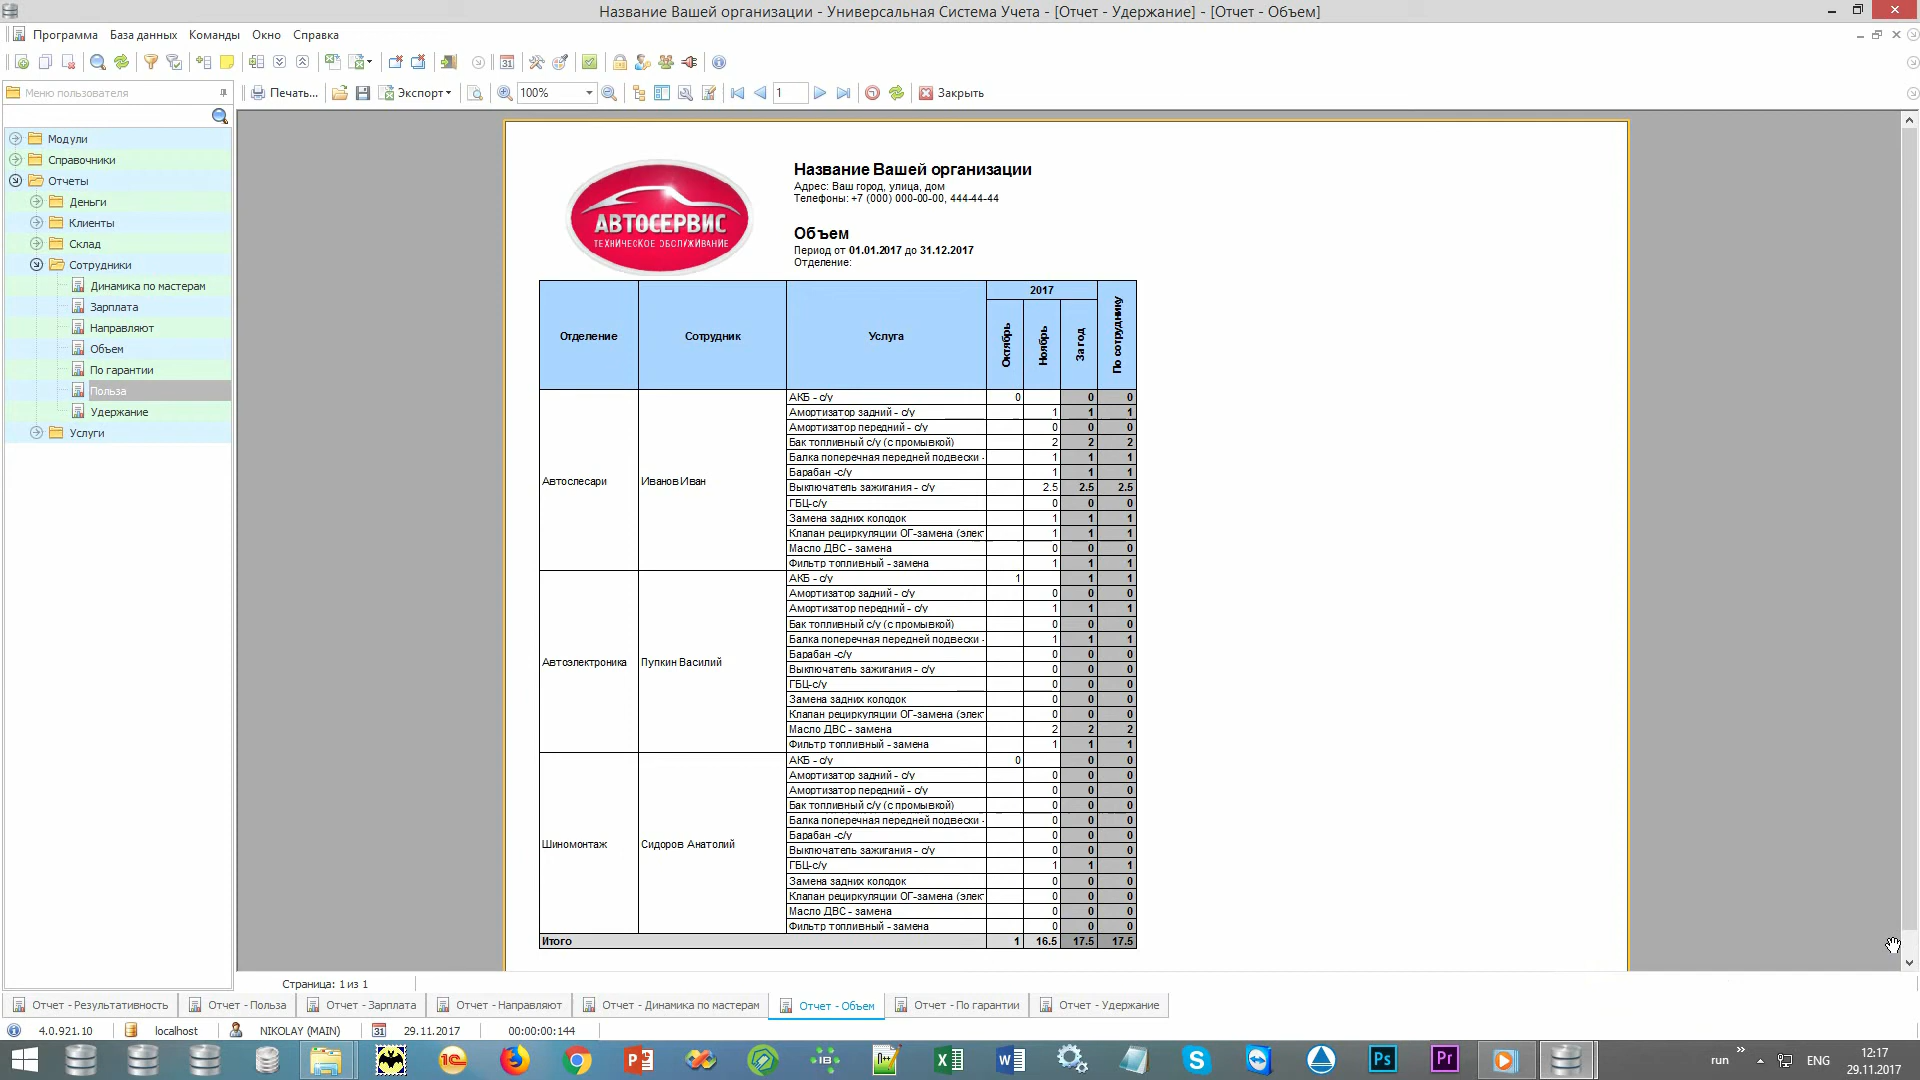 Название Вашей организации - Универсальная Система Учета - [Отчет - Удержание] - [Отчет - Объем]
Программа База данных Команды Окно Справка
Меню пользователя
Печать... Экспорт 100% 1 Закрыть
Модули
Справочники
Отчеты
Деньги
Клиенты
Склад
Сотрудники
Динамика по мастерам
Зарплата
Направляют
Объем
По гарантии
Польза
Удержание
Услуги
АВТОСЕРВИС
ТЕХНИЧЕСКОЕ ОБСЛУЖИВАНИЕ
Название Вашей организации
Адрес: Ваш город, улица, дом
Телефоны: +7 (000) 000-00-00, 444-44-44
Объем
Период от 01.01.2017 до 31.12.2017
Отделение:
Отделение Сотрудник Услуга 2017 Октябрь Ноябрь За год По сотруднику
Автослесари Иванов Иван
АКБ - с/у 0 0 0
Амортизатор задний - с/у 1 1 1
Амортизатор передний - с/у 0 0 0
Бак топливный с/у (с промывкой) 2 2 2
Балка поперечная передней подвески - 1 1 1
Барабан -с/у 1 1 1
Выключатель зажигания - с/у 2.5 2.5 2.5
ГБЦ-с/у 0 0 0
Замена задних колодок 1 1 1
Клапан рециркуляции ОГ-замена (элек 1 1 1
Масло ДВС - замена 0 0 0
Фильтр топливный - замена 1 1 1
Автоэлектроника Пупкин Василий
АКБ - с/у 1 1 1
Амортизатор задний - с/у 0 0 0
Амортизатор передний - с/у 1 1 1
Бак топливный с/у (с промывкой) 0 0 0
Балка поперечная передней подвески - 1 1 1
Барабан -с/у 0 0 0
Выключатель зажигания - с/у 0 0 0
ГБЦ-с/у 0 0 0
Замена задних колодок 0 0 0
Клапан рециркуляции ОГ-замена (элек 0 0 0
Масло ДВС - замена 2 2 2
Фильтр топливный - замена 1 1 1
Шиномонтаж Сидоров Анатолий
АКБ - с/у 0 0 0
Амортизатор задний - с/у 0 0 0
Амортизатор передний - с/у 0 0 0
Бак топливный с/у (с промывкой) 0 0 0
Балка поперечная передней подвески - 0 0 0
Барабан -с/у 0 0 0
Выключатель зажигания - с/у 0 0 0
ГБЦ-с/у 1 1 1
Замена задних колодок 0 0 0
Клапан рециркуляции ОГ-замена (элек 0 0 0
Масло ДВС - замена 0 0 0
Фильтр топливный - замена 0 0 0
Итого 1 16.5 17.5 17.5
Страница: 1 из 1
Отчет - Результативность Отчет - Польза Отчет - Зарплата Отчет - Направляют Отчет - Динамика по мастерам Отчет - Объем Отчет - По гарантии Отчет - Удержание
4.0.921.10 localhost NIKOLAY (MAIN) 31 29.11.2017 00:00:00:144
run ENG 12:17
29.11.2017